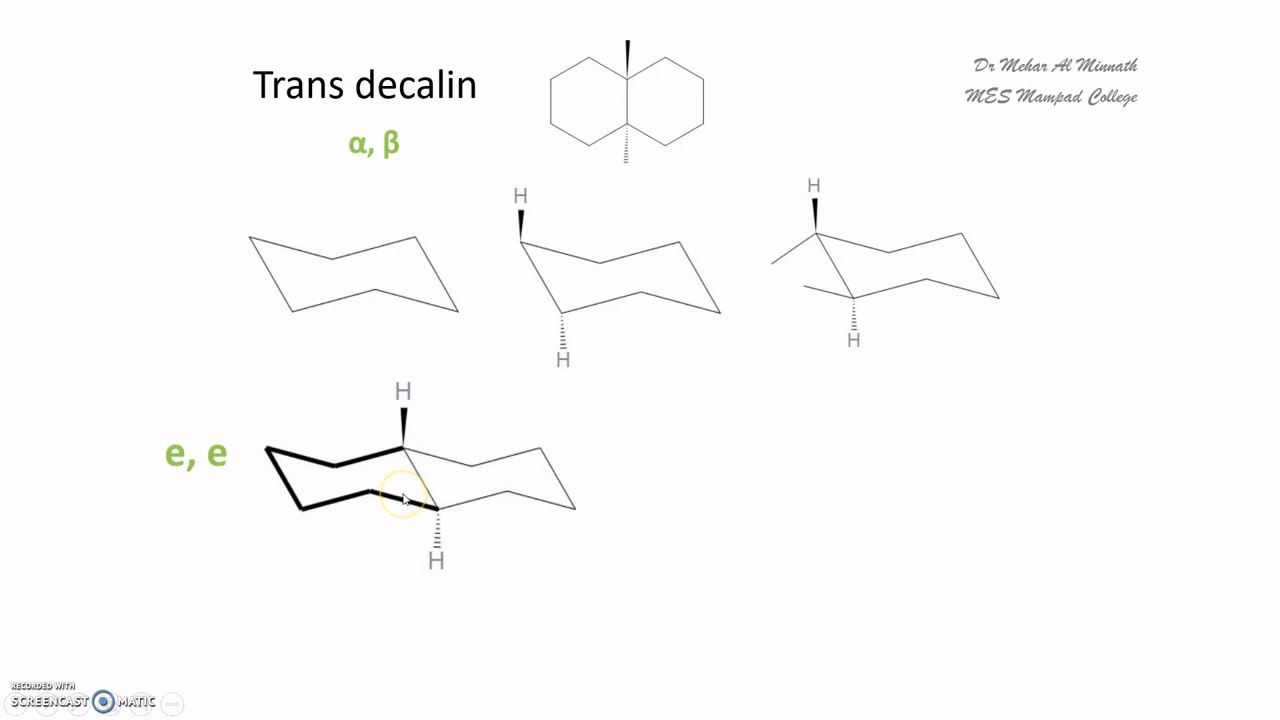 Trans decalin
α, β
Dr Mehar Al Minnath
MES Mampad College
H
H
H
H
H
e, e
H
RECORDED WITH
SCREENCAST MATIC